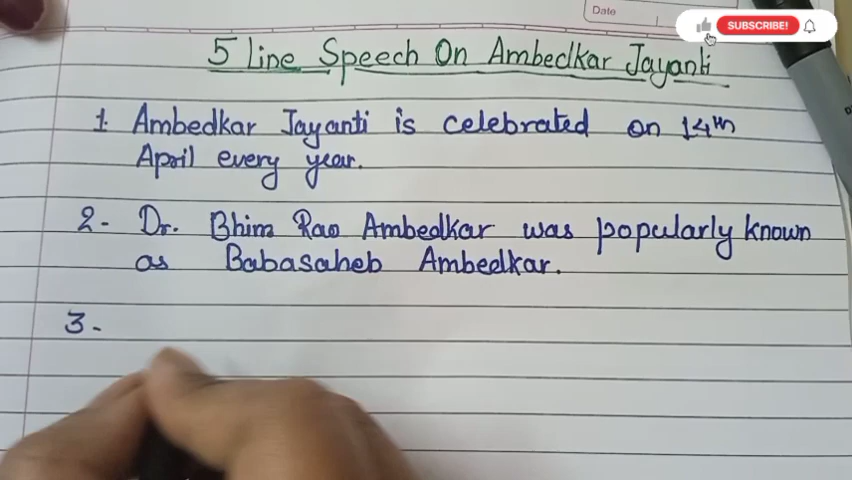 Date
SUBSCRIBE!
5 Line Speech On Ambedkar Jayanti
1. Ambedkar Jayanti is celebrated on 14th
April every year.
2- Dr. Bhim Rao Ambedkar was popularly known
as Babasaheb Ambedkar.
3-